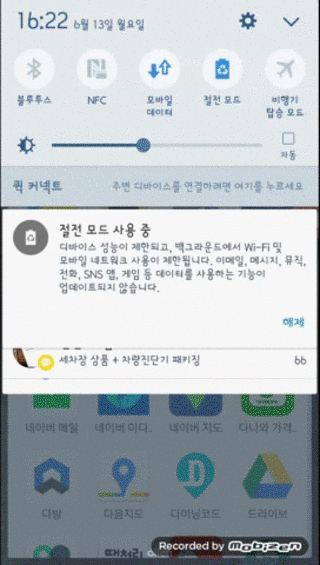 16:22 6월 13일 월요일
블루투스
NFC
모바일
데이터
절전 모드
비행기
탑승 모드
자동
퀵 커넥트 주변 디바이스를 연결하려면 여기를 누르세요
절전 모드 사용 중
디바이스 성능이 제한되고, 백그라운드에서 Wi-Fi 및
모바일 네트워크 사용이 제한됩니다. 이메일, 메시지, 뮤직,
전화, SNS 앱, 게임 등 데이터를 사용하는 기능이
업데이트되지 않습니다.
해제
세차장 상품 + 차량진단기 패키징 66
네이버 메일 네이버 미디.. 네이버 지도 다나와 가격..
다방 다음지도 다이닝코드 드라이브
Recorded by Mobizen